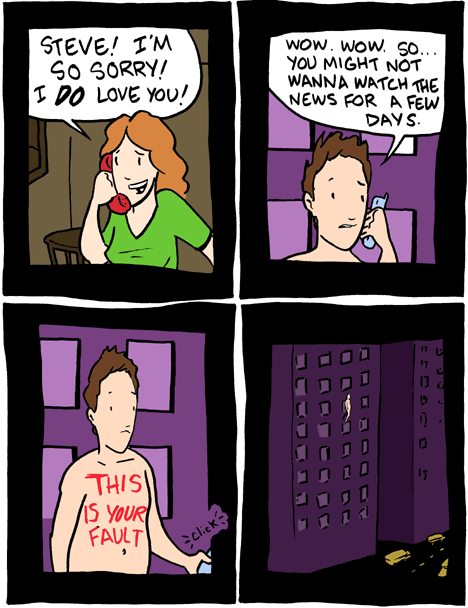 STEVE! I'M
SO SORRY!
I DO LOVE YOU!
WOW. WOW. SO...
YOU MIGHT NOT
WANNA WATCH THE
NEWS FOR A FEW
DAYS.
THIS
IS YOUR
FAULT
CLICK